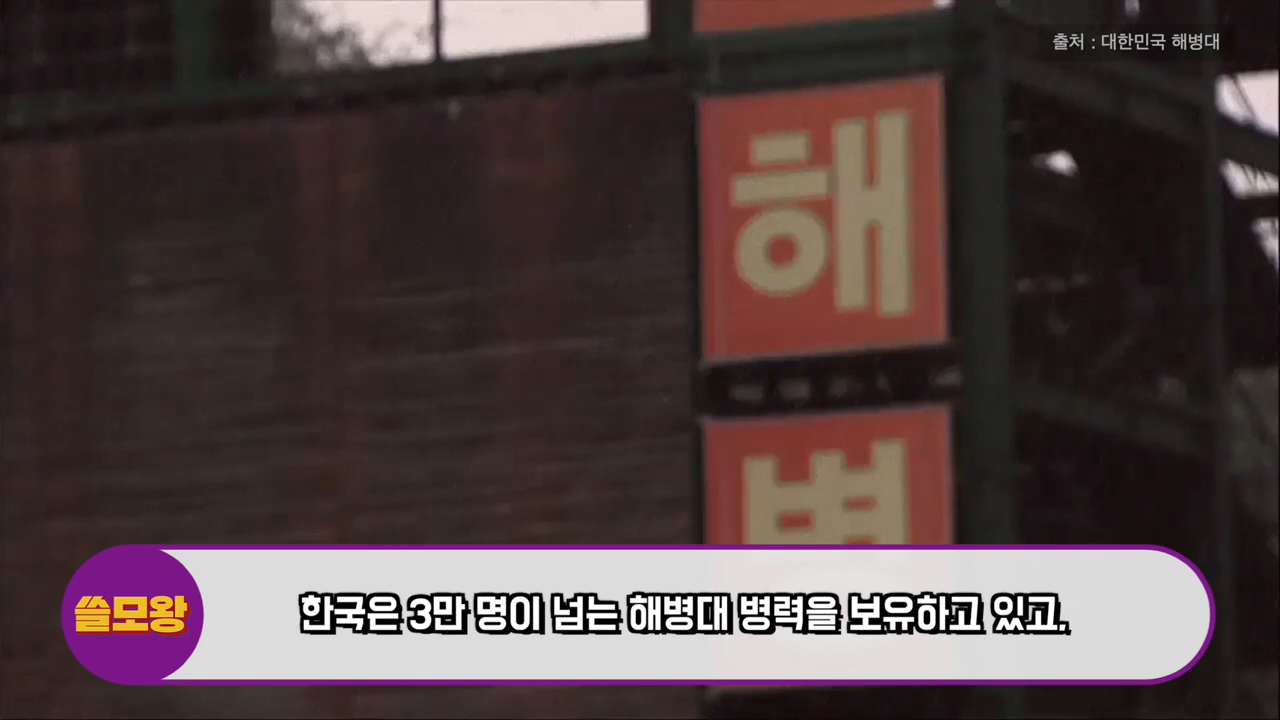 출처 : 대한민국 해병대
해
병
쓸모왕
한국은 3만 명이 넘는 해병대 병력을 보유하고 있고,